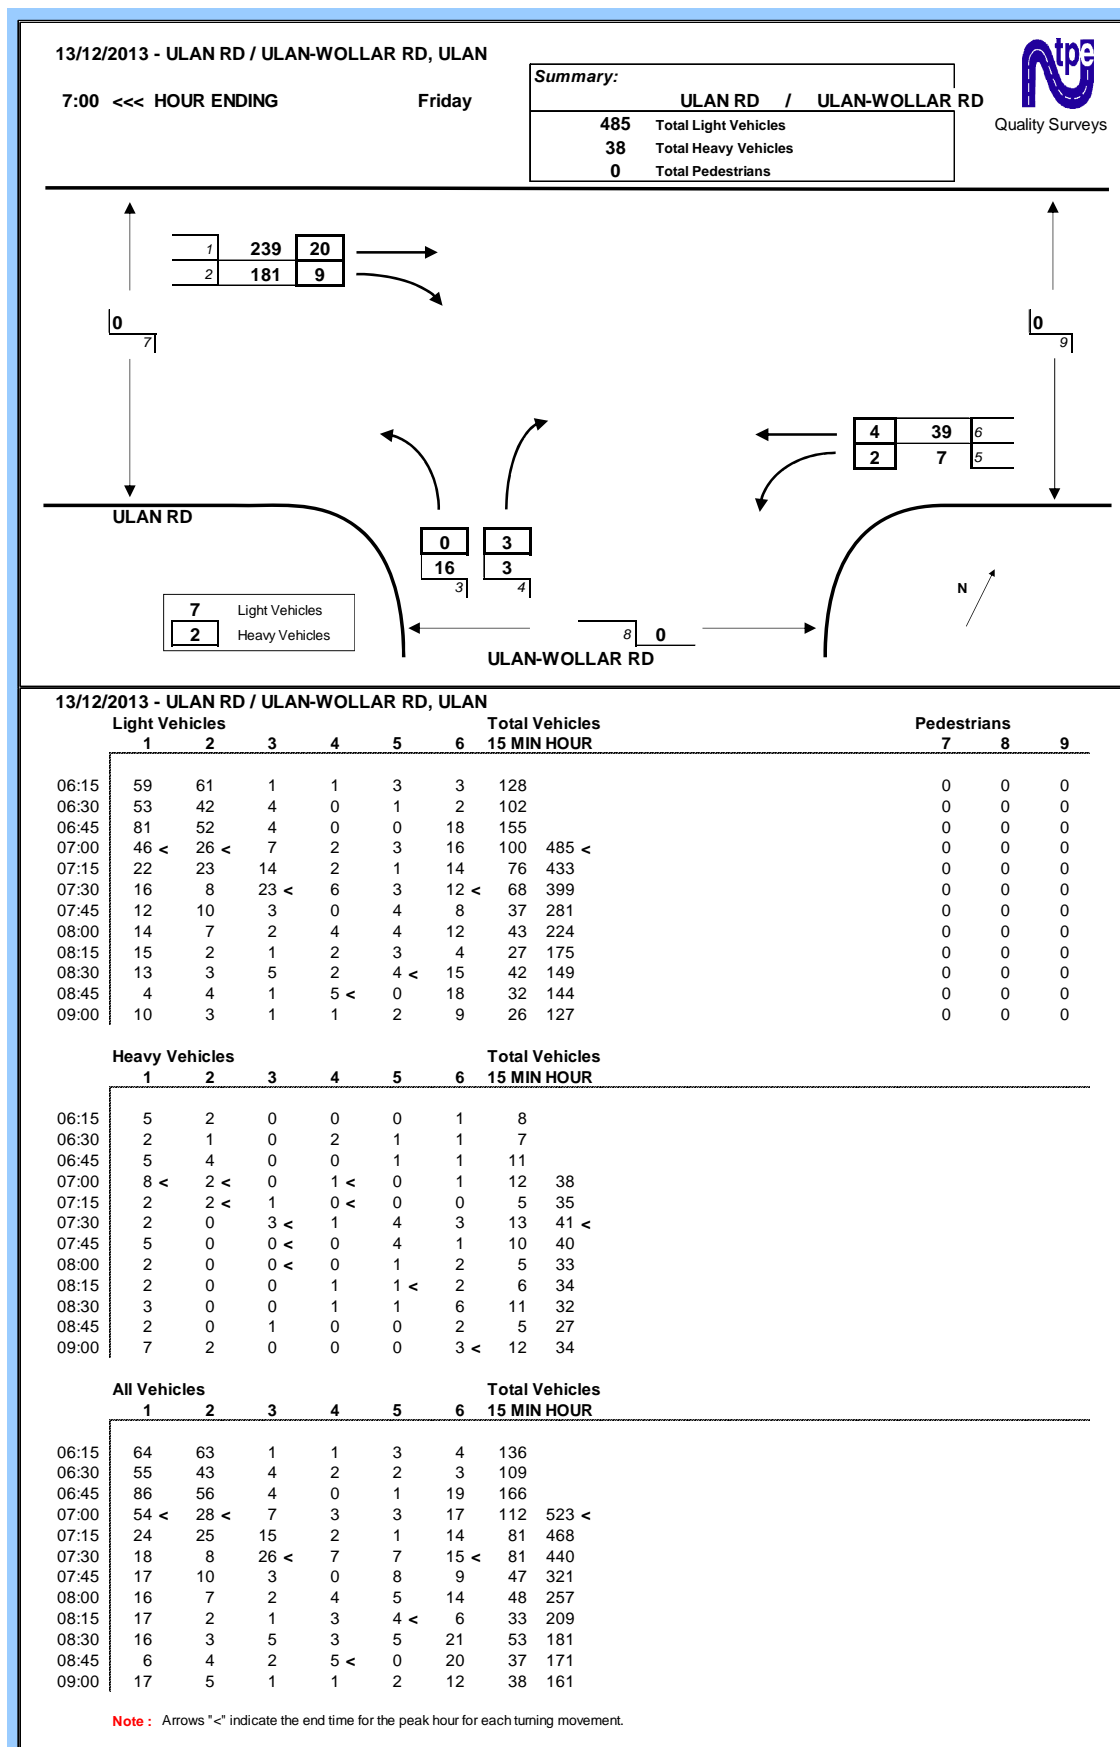 13/12/2013 - ULAN RD / ULAN-WOLLAR RD, ULAN
7:00 <<< HOUR ENDING Friday
Summary:
ULAN RD / ULAN-WOLLAR RD
485 Total Light Vehicles
38 Total Heavy Vehicles
0 Total Pedestrians
tpe
Quality Surveys
1 239 20
2 181 9
0
7
0
9
4 39 6
2 7 5
ULAN RD
0 3
16 3
3 4
N
7 Light Vehicles
2 Heavy Vehicles
8 0
ULAN-WOLLAR RD
13/12/2013 - ULAN RD / ULAN-WOLLAR RD, ULAN
Light Vehicles Total Vehicles Pedestrians
1 2 3 4 5 6 15 MIN HOUR 7 8 9
06:15 59 61 1 1 3 3 128 0 0 0
06:30 53 42 4 0 1 2 102 0 0 0
06:45 81 52 4 0 0 18 155 0 0 0
07:00 46 < 26 < 7 2 3 16 100 485 < 0 0 0
07:15 22 23 14 2 1 14 76 433 0 0 0
07:30 16 8 23 < 6 3 12 < 68 399 0 0 0
07:45 12 10 3 0 4 8 37 281 0 0 0
08:00 14 7 2 4 4 12 43 224 0 0 0
08:15 15 2 1 2 3 4 27 175 0 0 0
08:30 13 3 5 2 4 < 15 42 149 0 0 0
08:45 4 4 1 5 < 0 18 32 144 0 0 0
09:00 10 3 1 1 2 9 26 127 0 0 0
Heavy Vehicles Total Vehicles
1 2 3 4 5 6 15 MIN HOUR
06:15 5 2 0 0 0 1 8
06:30 2 1 0 2 1 1 7
06:45 5 4 0 0 1 1 11
07:00 8 < 2 < 0 1 < 0 1 12 38
07:15 2 2 < 1 0 < 0 0 5 35
07:30 2 0 3 < 1 4 3 13 41 <
07:45 5 0 0 < 0 4 1 10 40
08:00 2 0 0 < 0 1 2 5 33
08:15 2 0 0 1 1 < 2 6 34
08:30 3 0 0 1 1 6 11 32
08:45 2 0 1 0 0 2 5 27
09:00 7 2 0 0 0 3 < 12 34
All Vehicles Total Vehicles
1 2 3 4 5 6 15 MIN HOUR
06:15 64 63 1 1 3 4 136
06:30 55 43 4 2 2 3 109
06:45 86 56 4 0 1 19 166
07:00 54 < 28 < 7 3 3 17 112 523 <
07:15 24 25 15 2 1 14 81 468
07:30 18 8 26 < 7 7 15 < 81 440
07:45 17 10 3 0 8 9 47 321
08:00 16 7 2 4 5 14 48 257
08:15 17 2 1 3 4 < 6 33 209
08:30 16 3 5 3 5 21 53 181
08:45 6 4 2 5 < 0 20 37 171
09:00 17 5 1 1 2 12 38 161
Note : Arrows "<" indicate the end time for the peak hour for each turning movement.